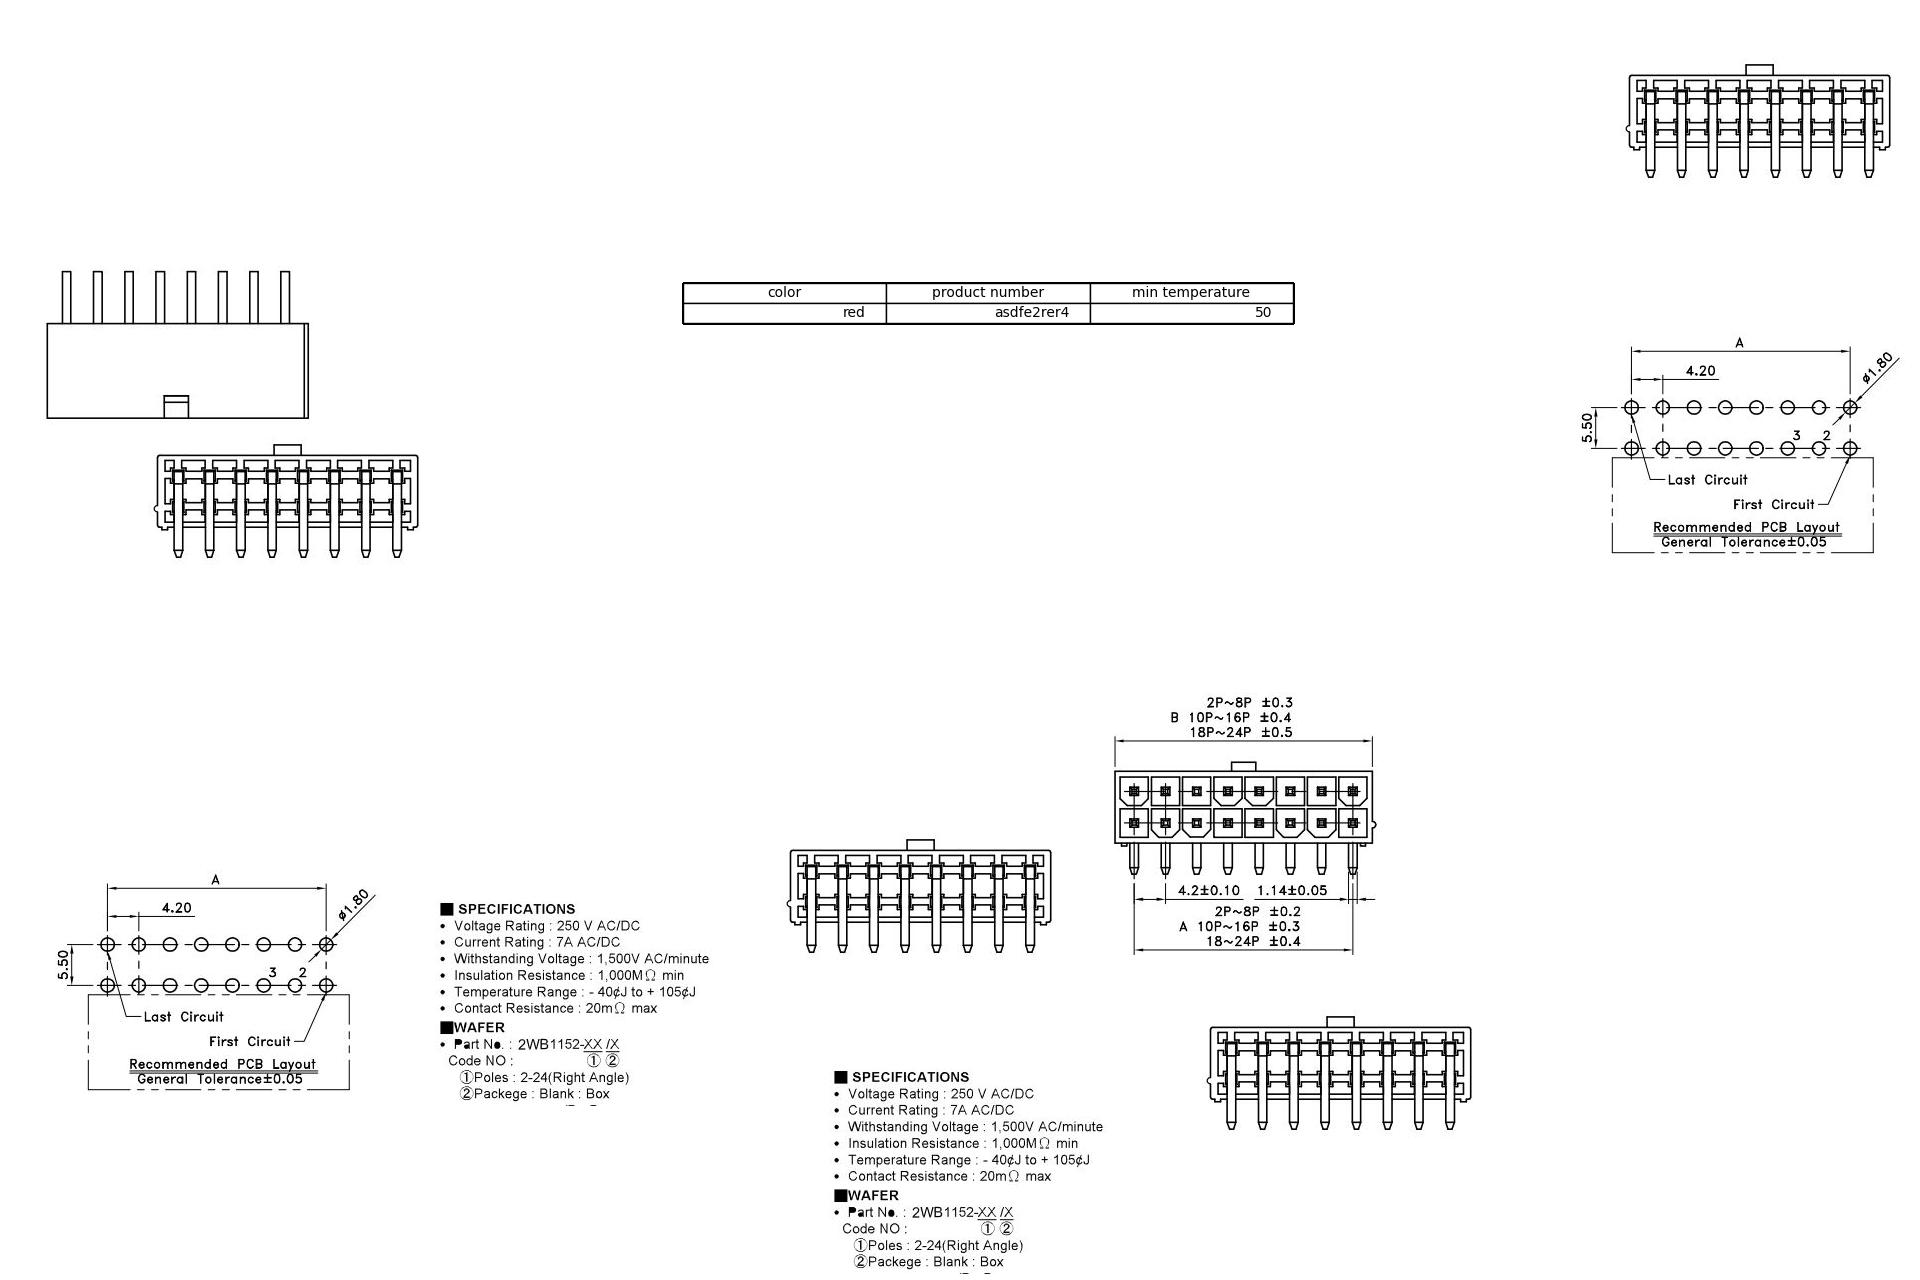 color product number min temperature
red asdfe2rer4 50
A
4.20
ø1.80
5.50
3 2
Last Circuit
First Circuit
Recommended PCB Layout
General Tolerance±0.05
2P~8P ±0.3
B 10P~16P ±0.4
18P~24P ±0.5
4.2±0.10 1.14±0.05
2P~8P ±0.2
A 10P~16P ±0.3
18~24P ±0.4
A
4.20
ø1.80
5.50
3 2
Last Circuit
First Circuit
Recommended PCB Layout
General Tolerance±0.05
■ SPECIFICATIONS
• Voltage Rating : 250 V AC/DC
• Current Rating : 7A AC/DC
• Withstanding Voltage : 1,500V AC/minute
• Insulation Resistance : 1,000MΩ min
• Temperature Range : - 40¢J to + 105¢J
• Contact Resistance : 20mΩ max
■WAFER
• Part No. : 2WB1152-XX /X
Code NO : ① ②
①Poles : 2-24(Right Angle)
②Packege : Blank : Box
■ SPECIFICATIONS
• Voltage Rating : 250 V AC/DC
• Current Rating : 7A AC/DC
• Withstanding Voltage : 1,500V AC/minute
• Insulation Resistance : 1,000MΩ min
• Temperature Range : - 40¢J to + 105¢J
• Contact Resistance : 20mΩ max
■WAFER
• Part No. : 2WB1152-XX /X
Code NO : ① ②
①Poles : 2-24(Right Angle)
②Packege : Blank : Box